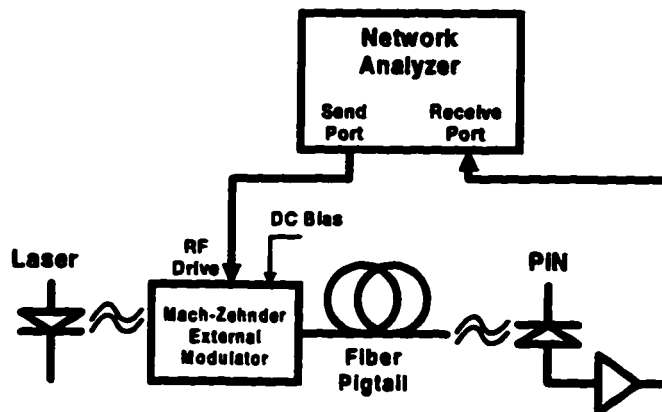 Network
Analyzer
Send
Port
Receive
Port
DC Bias
RF
Drive
Laser
PiN
Mach-Zehnder
External
Modulator
Fiber
Pigtail